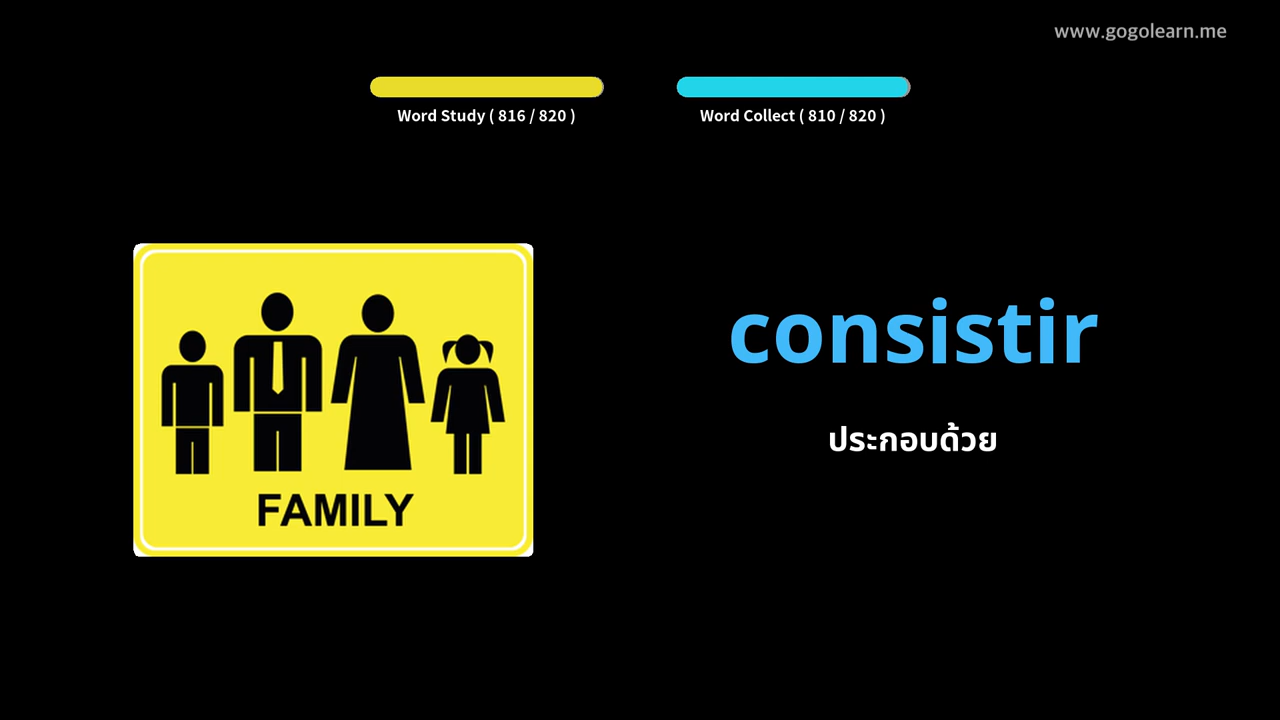 www.gogolearn.me
Word Study ( 816 / 820 )
Word Collect ( 810 / 820 )
consistir
ประกอบด้วย
FAMILY